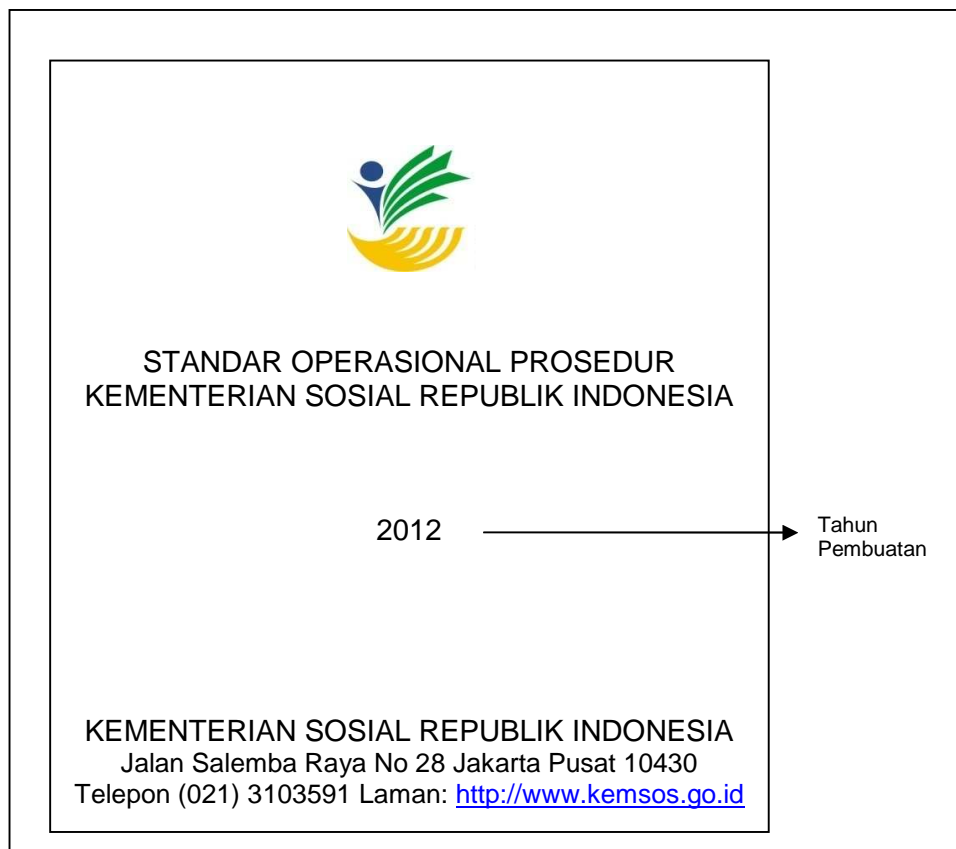 STANDAR OPERASIONAL PROSEDUR
KEMENTERIAN SOSIAL REPUBLIK INDONESIA
2012
Tahun
Pembuatan
KEMENTERIAN SOSIAL REPUBLIK INDONESIA
Jalan Salemba Raya No 28 Jakarta Pusat 10430
Telepon (021) 3103591 Laman: http://www.kemsos.go.id